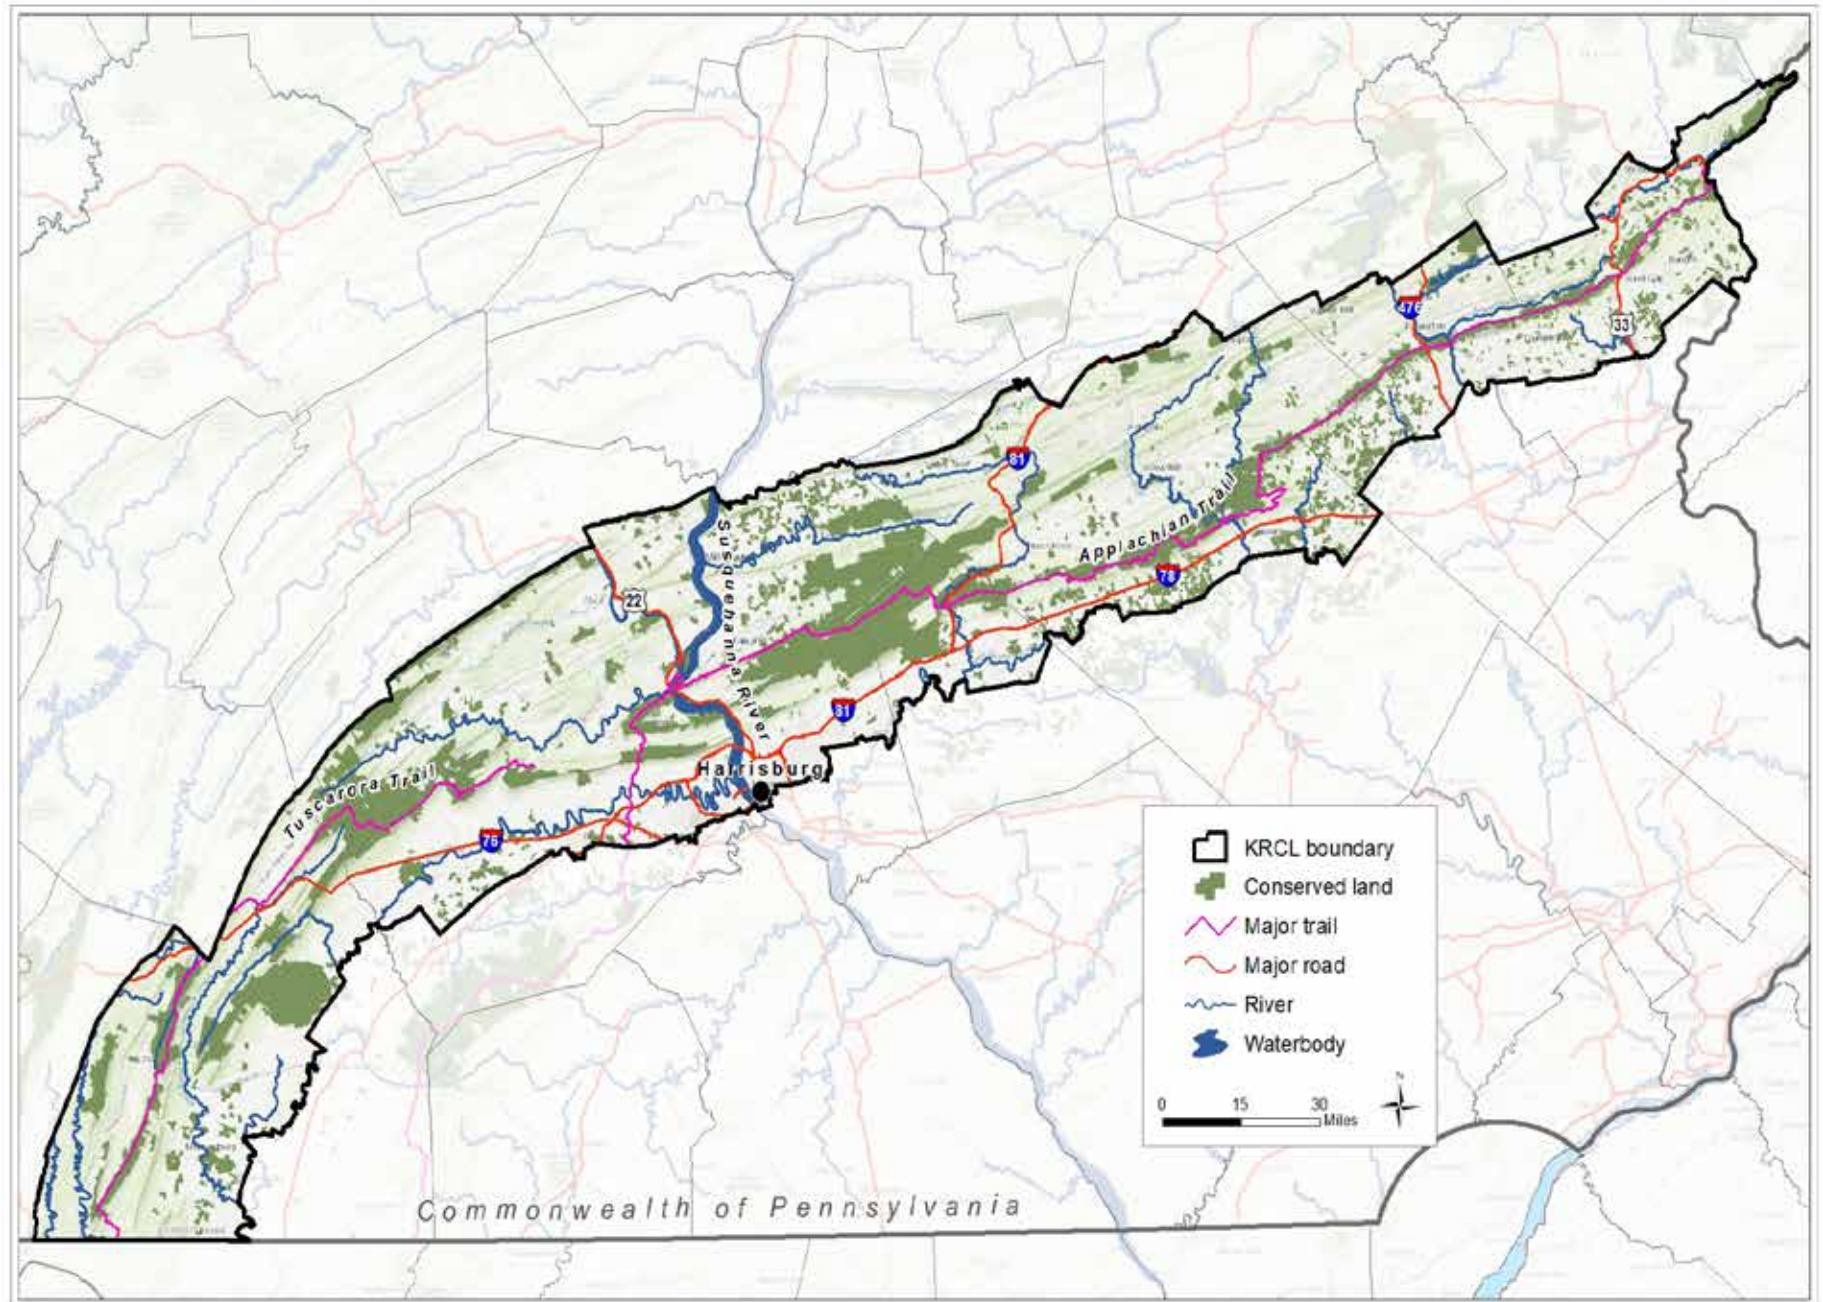 476
33
81
Applachian Trail
78
22
Susquehanna River
81
Harrisburg
Tuscarora Trail
76
KRCL boundary
Conserved land
Major trail
Major road
River
Waterbody
0 15 30
Miles
Commonwealth of Pennsylvania